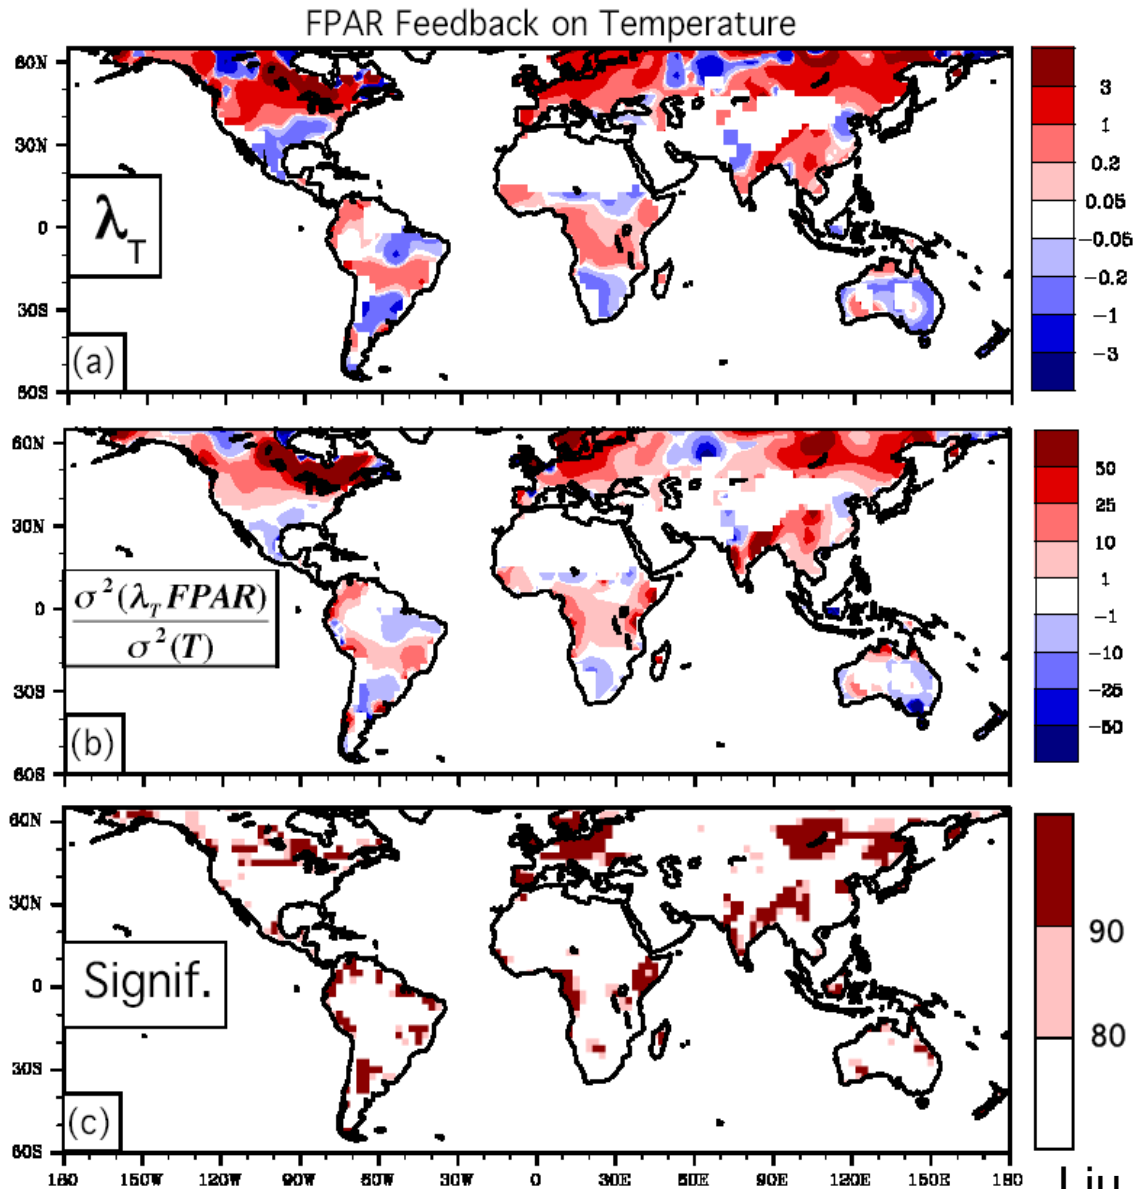 FPAR Feedback on Temperature
60N
30N
0
30S
60S
λT
(a)
3
1
0.2
0.05
−0.05
−0.2
−1
−3
60N
30N
0
30S
60S
σ²(λT FPAR)
σ²(T)
(b)
50
25
10
1
−1
−10
−25
−50
60N
30N
0
30S
60S
Signif.
(c)
90
80
180 150W 120W 90W 60W 30W 0 30E 60E 90E 120E 150E 180